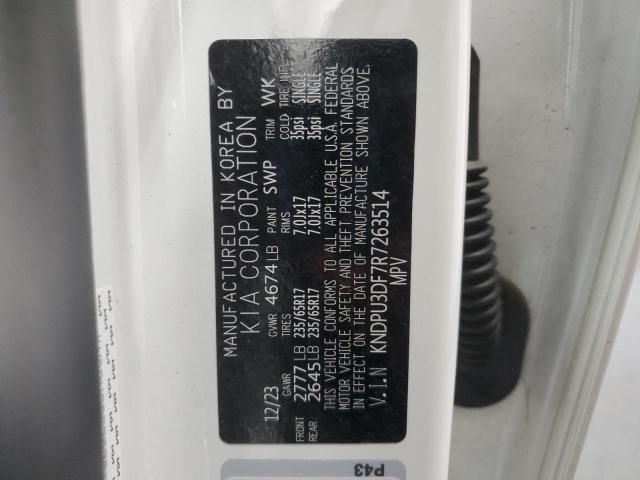 MANUFACTURED IN KOREA BY
KIA CORPORATION
12/23 GVWR 4674LB PAINT SWP TRIM WK
GAWR TIRES RIMS COLD TIRE INF.
FRONT 2777LB 235/65R17 7.0Jx17 35psi SINGLE
REAR 2645LB 235/65R17 7.0Jx17 35psi SINGLE
THIS VEHICLE CONFORMS TO ALL APPLICABLE U.S.A. FEDERAL
MOTOR VEHICLE SAFETY AND THEFT PREVENTION STANDARDS
IN EFFECT ON THE DATE OF MANUFACTURE SHOWN ABOVE.
V.I.N KNDPU3DF7R7263514
MPV
P43